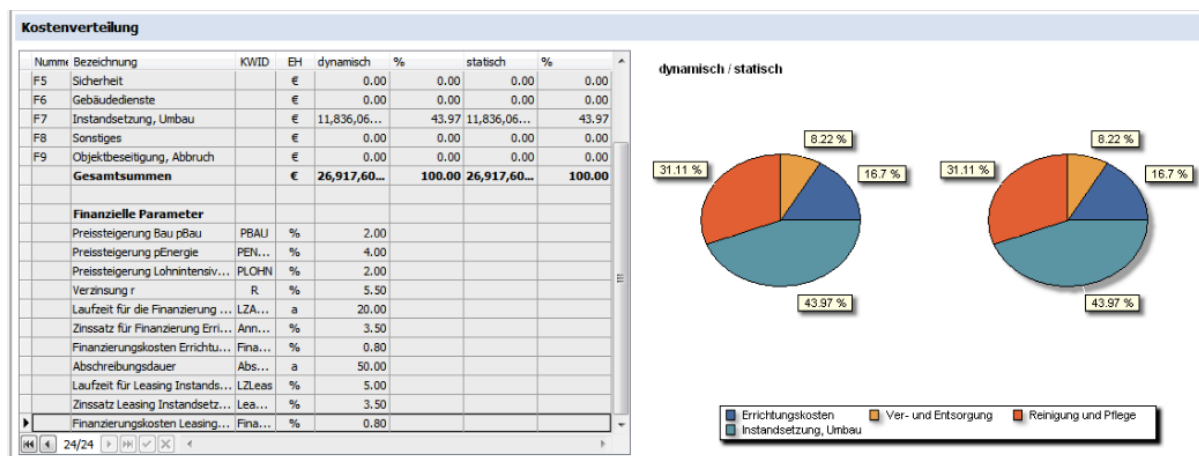 Kostenverteilung
Numme Bezeichnung KWID EH dynamisch % statisch %
F5 Sicherheit € 0.00 0.00 0.00 0.00
F6 Gebäudedienste € 0.00 0.00 0.00 0.00
F7 Instandsetzung, Umbau € 11,836,06... 43.97 11,836,06... 43.97
F8 Sonstiges € 0.00 0.00 0.00 0.00
F9 Objektbeseitigung, Abbruch € 0.00 0.00 0.00 0.00
Gesamtsummen € 26,917,60... 100.00 26,917,60... 100.00
Finanzielle Parameter
Preissteigerung Bau pBau PBAU % 2.00
Preissteigerung pEnergie PEN... % 4.00
Preissteigerung Lohnintensiv... PLOHN % 2.00
Verzinsung r R % 5.50
Laufzeit für die Finanzierung ... LZA... a 20.00
Zinssatz für Finanzierung Erri... Ann... % 3.50
Finanzierungskosten Errichtu... Fina... % 0.80
Abschreibungsdauer Abs... a 50.00
Laufzeit für Leasing Instands... LZLeas % 5.00
Zinssatz Leasing Instandsetz... Lea... % 3.50
Finanzierungskosten Leasing... Fina... % 0.80
24/24
dynamisch / statisch
8.22 % 8.22 %
31.11 % 16.7 % 31.11 % 16.7 %
43.97 % 43.97 %
Errichtungskosten Ver- und Entsorgung Reinigung und Pflege
Instandsetzung, Umbau